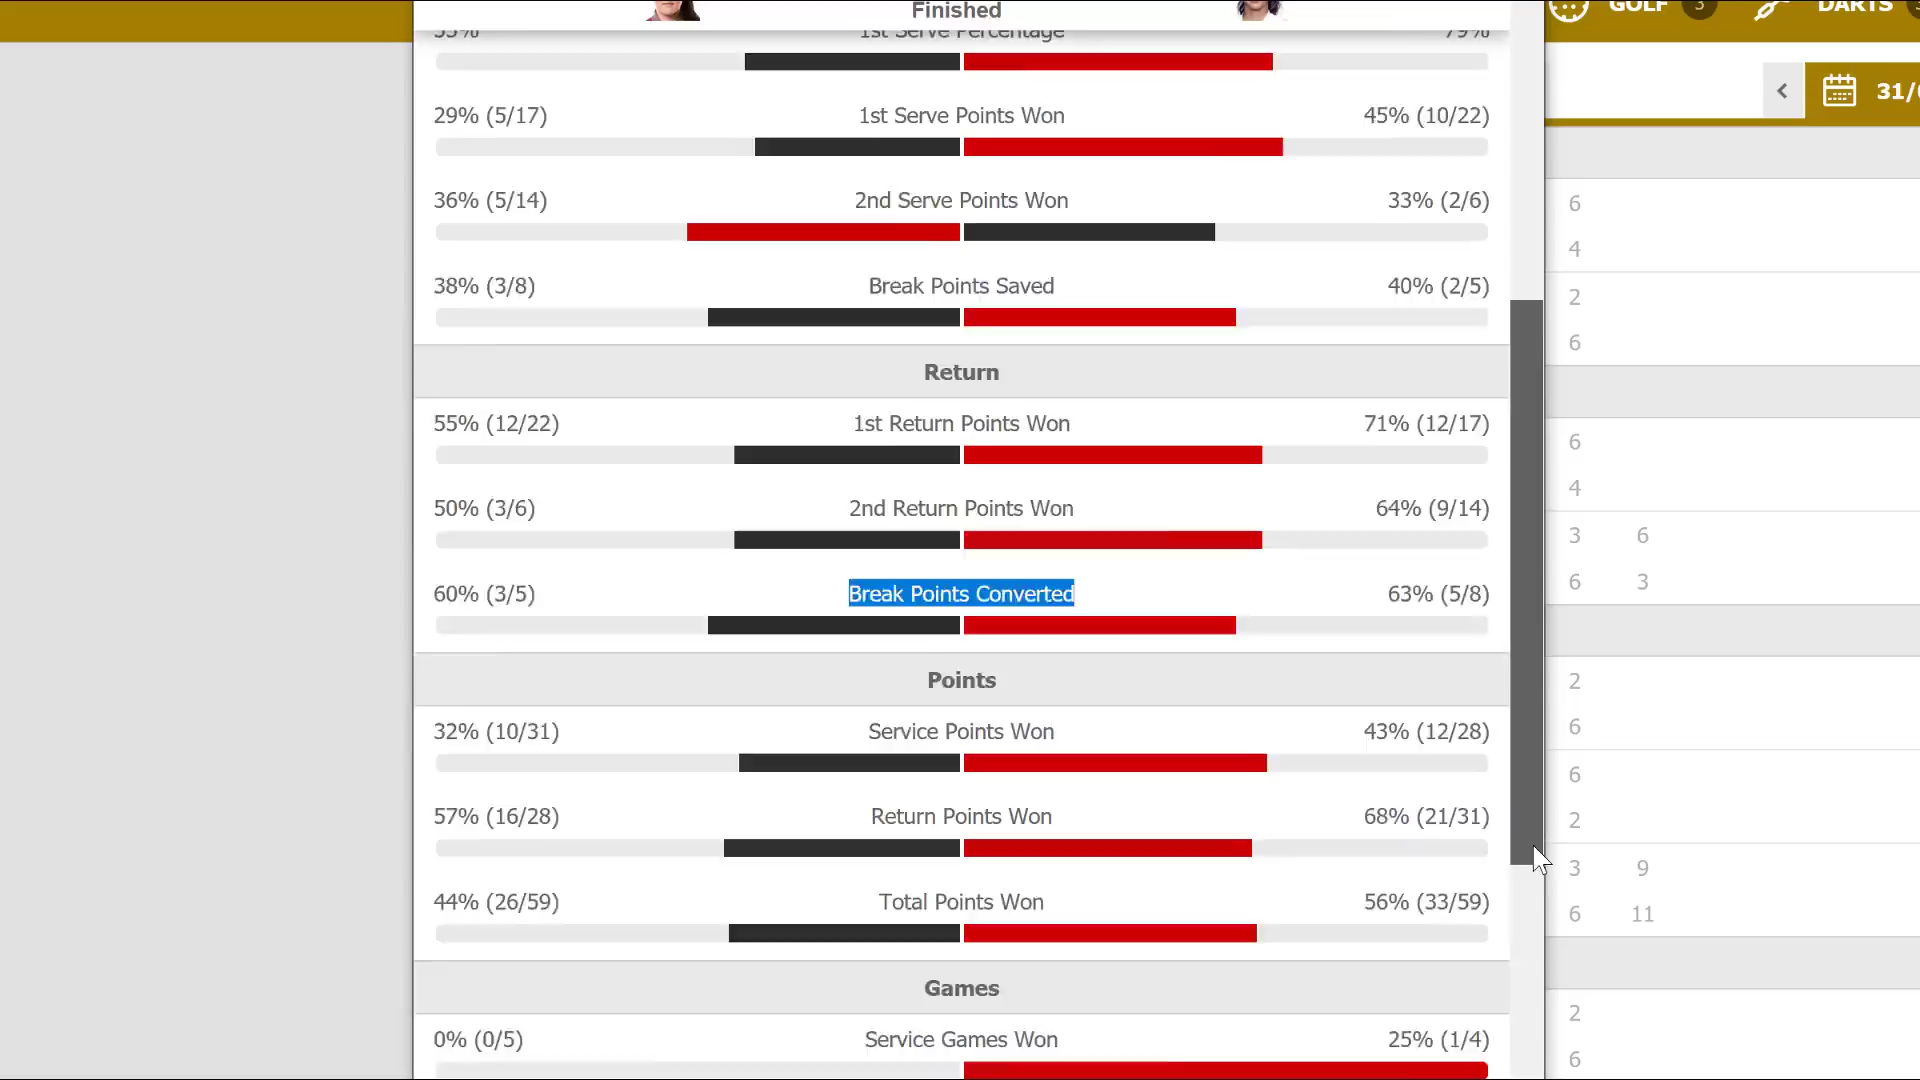 Finished
GOLF 3 DARTS
1st Serve Percentage 79%
31/
29% (5/17) 1st Serve Points Won 45% (10/22)
36% (5/14) 2nd Serve Points Won 33% (2/6)
6
4
38% (3/8) Break Points Saved 40% (2/5)
2
6
Return
55% (12/22) 1st Return Points Won 71% (12/17)
6
4
50% (3/6) 2nd Return Points Won 64% (9/14)
3 6
60% (3/5) Break Points Converted 63% (5/8)
6 3
Points
2
32% (10/31) Service Points Won 43% (12/28)
6
6
57% (16/28) Return Points Won 68% (21/31)
2
3 9
44% (26/59) Total Points Won 56% (33/59)
6 11
Games
2
0% (0/5) Service Games Won 25% (1/4)
6